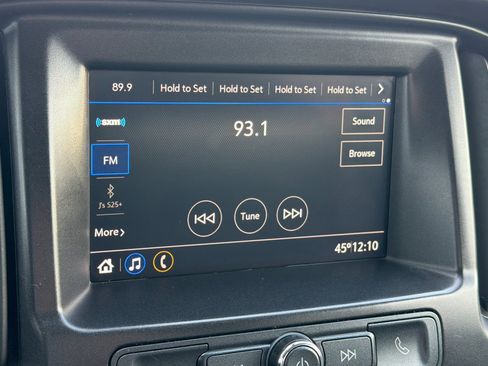 89.9 Hold to Set Hold to Set Hold to Set Hold to Set
sxm
93.1
Sound
FM
Browse
J's S25+
Tune
More
45° 12:10